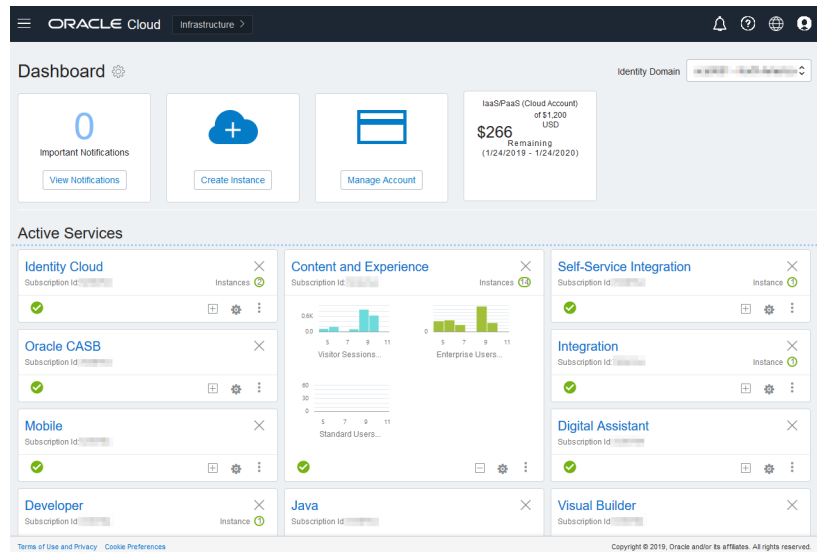 ORACLE Cloud Infrastructure >
Dashboard
Identity Domain
0
Important Notifications
View Notifications
Create Instance
Manage Account
IaaS/PaaS (Cloud Account)
$266 of $1,200 USD
Remaining
(1/24/2019 - 1/24/2020)
Active Services
Identity Cloud
Subscription Id:
Instances 2
Oracle CASB
Subscription Id:
Mobile
Subscription Id:
Developer
Subscription Id:
Instance 1
Content and Experience
Subscription Id:
Instances 14
0.6K
0.0
5 7 9 11
Visitor Sessions...
0
5 7 9 11
Enterprise Users...
60
30
0
5 7 9 11
Standard Users...
Java
Subscription Id:
Self-Service Integration
Subscription Id:
Instance 1
Integration
Subscription Id:
Instance 1
Digital Assistant
Subscription Id:
Visual Builder
Subscription Id:
Terms of Use and Privacy Cookie Preferences
Copyright © 2019, Oracle and/or its affiliates. All rights reserved.